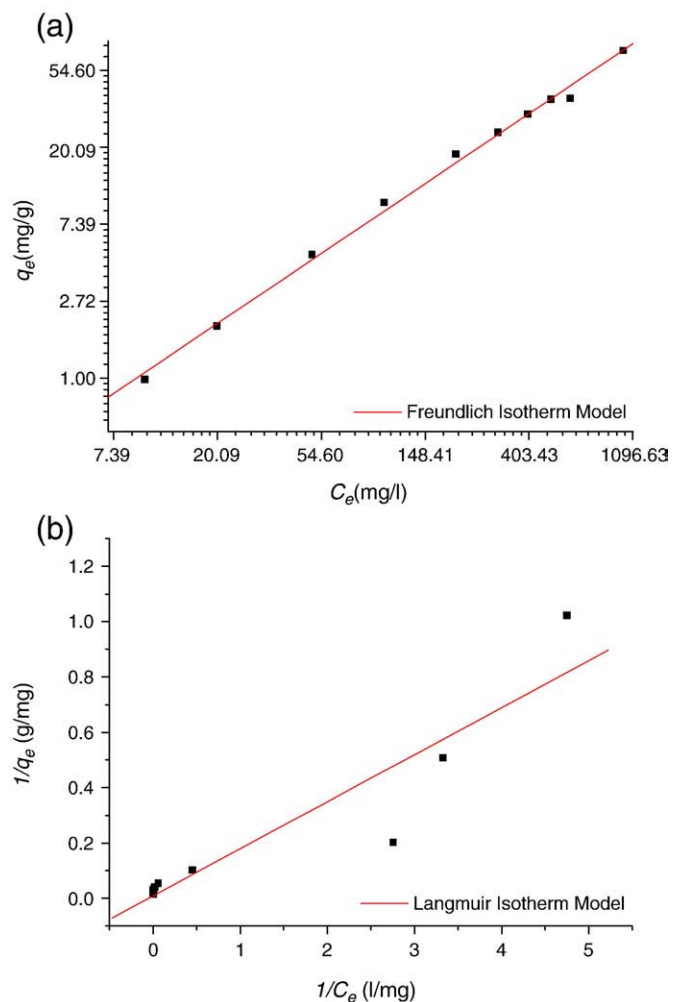 (a)
54.60
20.09
7.39
2.72
1.00
qe(mg/g)
Freundlich Isotherm Model
7.39 20.09 54.60 148.41 403.43 1096.63
Ce(mg/l)
(b)
1.2
1.0
0.8
0.6
0.4
0.2
0.0
1/qe (g/mg)
Langmuir Isotherm Model
0 1 2 3 4 5
1/Ce (l/mg)